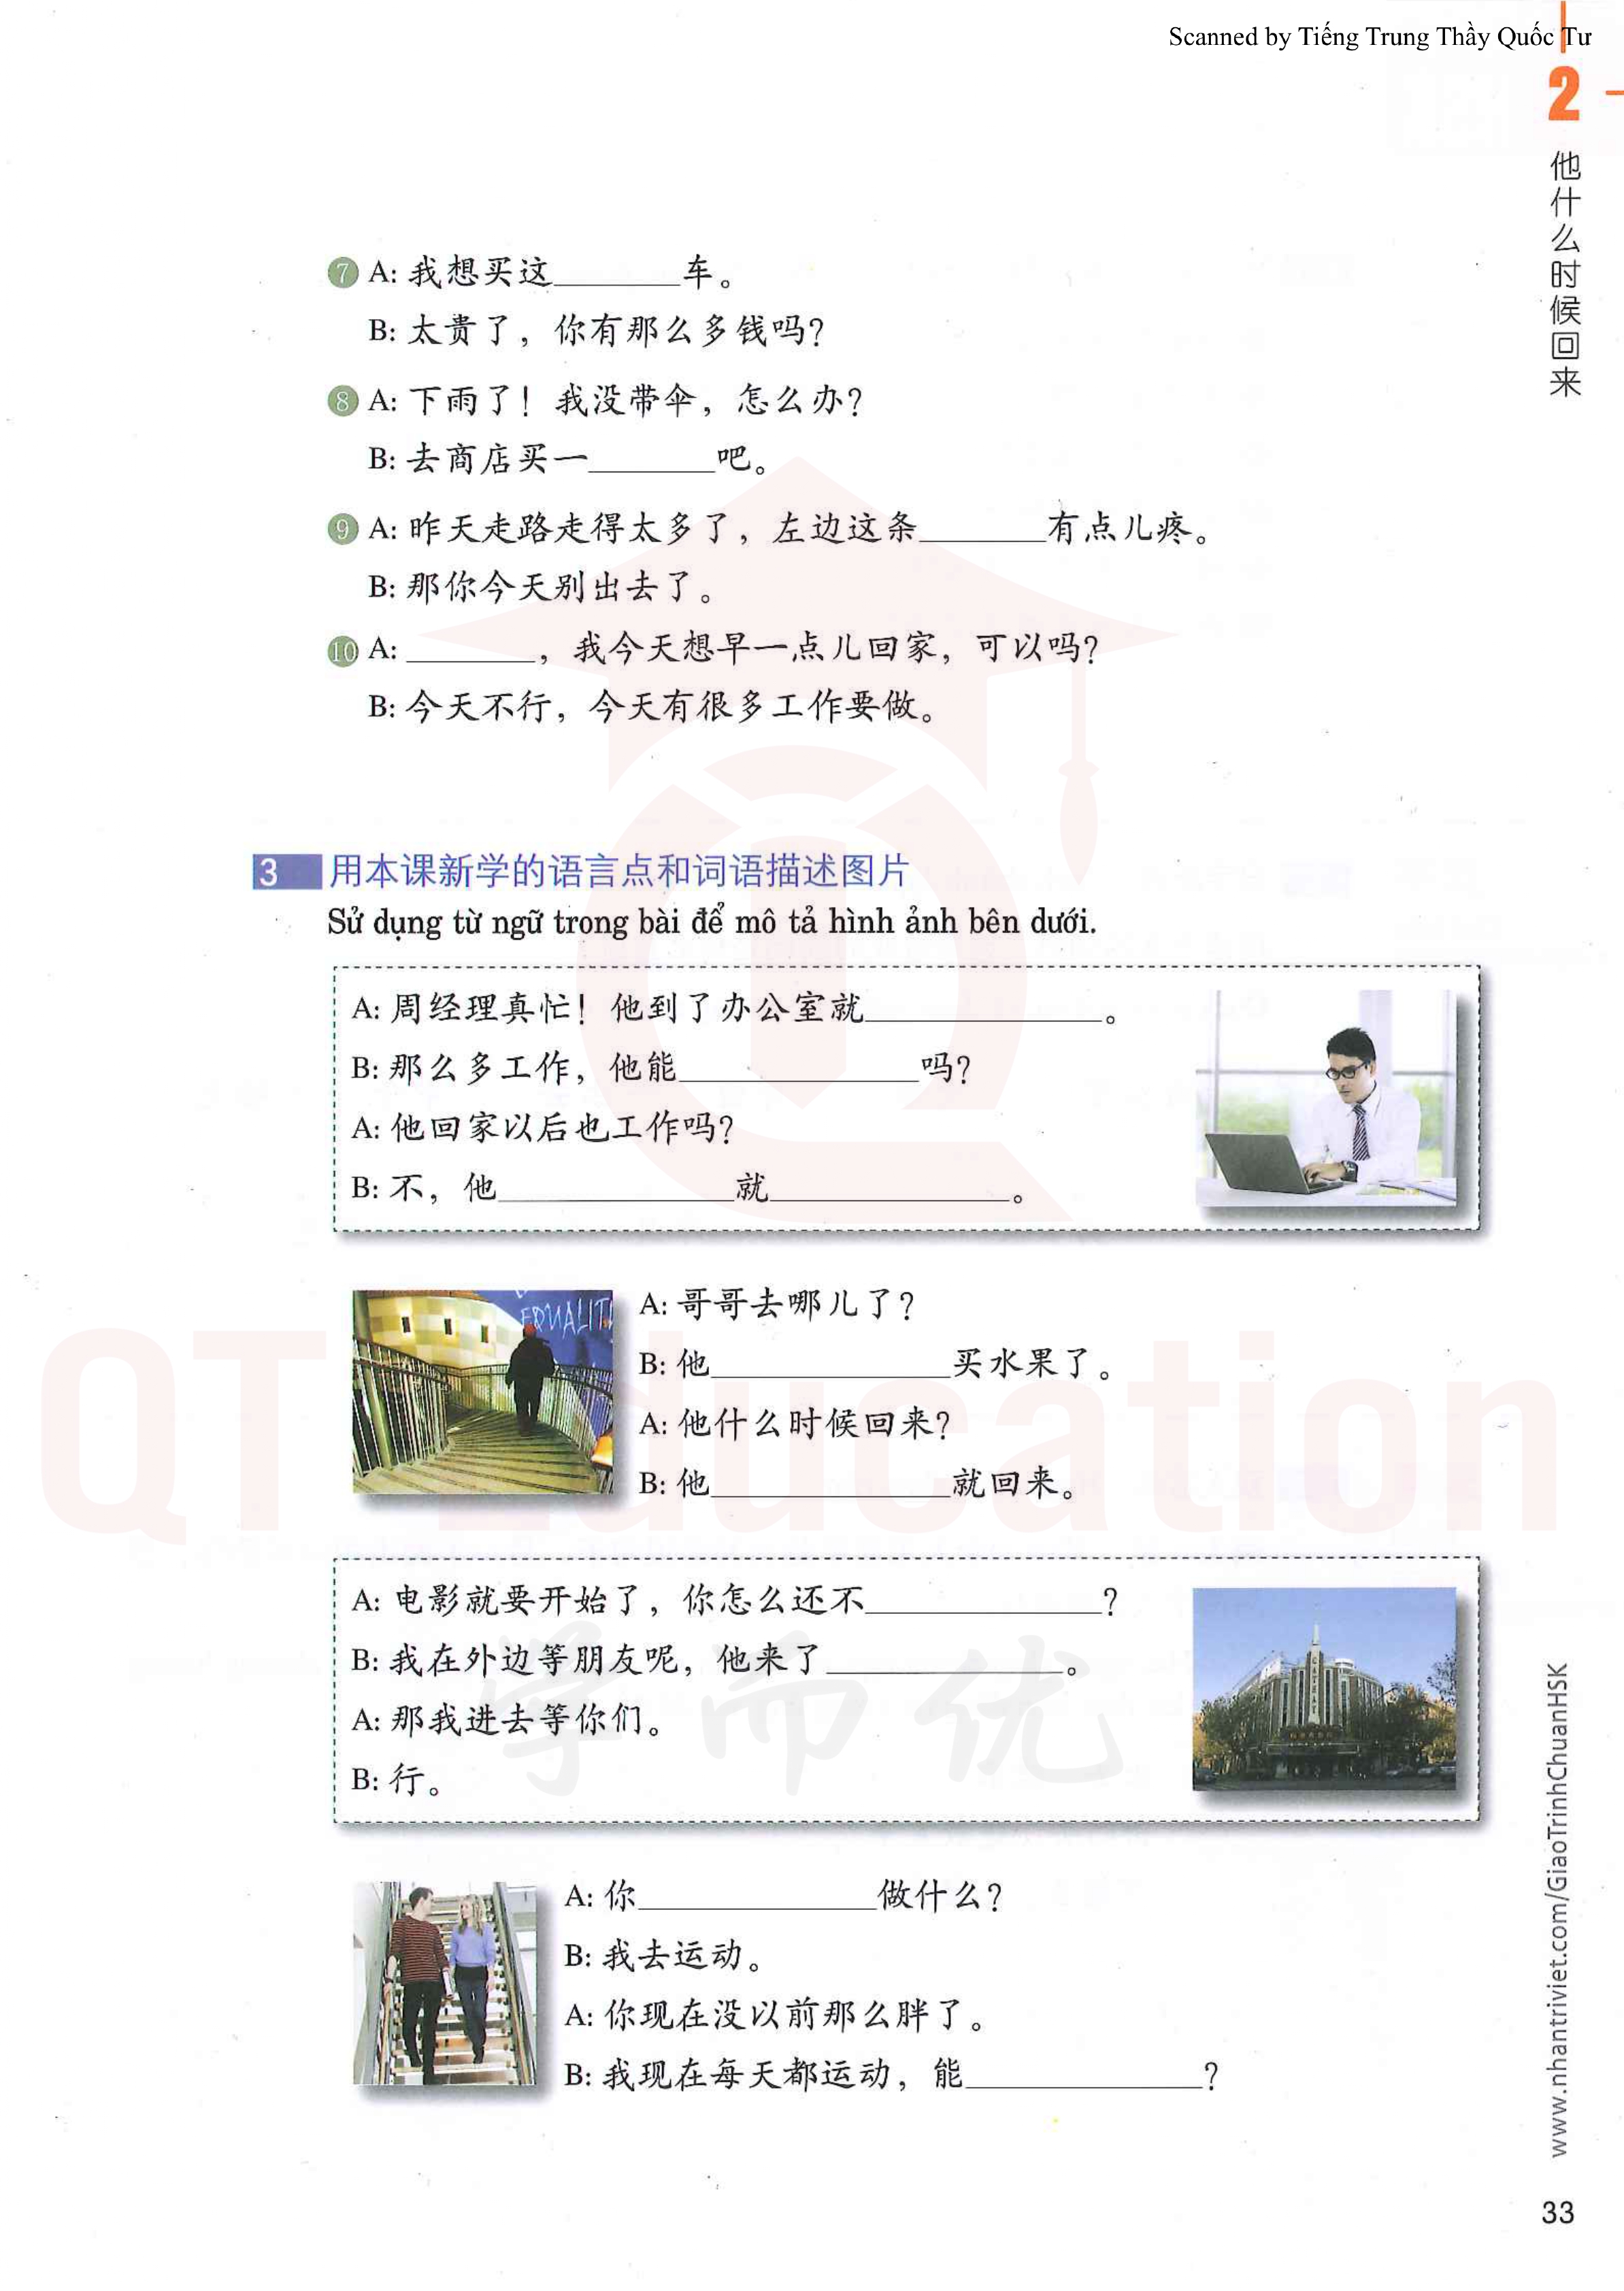 Scanned by Tiếng Trung Thầy Quốc Tư
2
他什么时候回来
7 A: 我想买这________车。
B: 太贵了，你有那么多钱吗？
8 A: 下雨了！我没带伞，怎么办？
B: 去商店买一________吧。
9 A: 昨天走路走得太多了，左边这条________有点儿疼。
B: 那你今天别出去了。
10 A: ________，我今天想早一点儿回家，可以吗？
B: 今天不行，今天有很多工作要做。
3 用本课新学的语言点和词语描述图片
Sử dụng từ ngữ trong bài để mô tả hình ảnh bên dưới.
A: 周经理真忙！他到了办公室就______________。
B: 那么多工作，他能______________吗？
A: 他回家以后也工作吗？
B: 不，他______________就______________。
EQUALIT
A: 哥哥去哪儿了？
B: 他______________买水果了。
A: 他什么时候回来？
B: 他______________就回来。
QT Education
A: 电影就要开始了，你怎么还不______________？
B: 我在外边等朋友呢，他来了______________。
A: 那我进去等你们。
B: 行。
学而优
CATHAY
A: 你______________做什么？
B: 我去运动。
A: 你现在没以前那么胖了。
B: 我现在每天都运动，能______________？
www.nhantriviet.com/GiaoTrinhChuanHSK
33